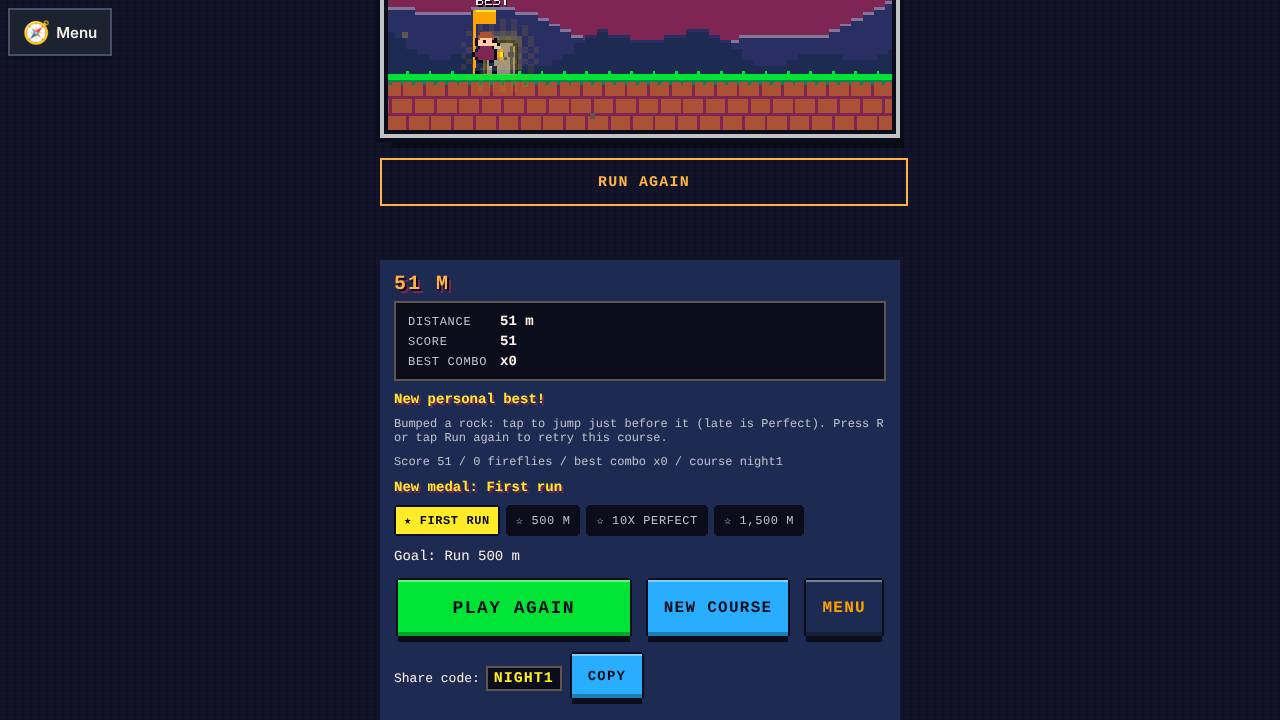 BEST
Menu
RUN AGAIN
51 M
DISTANCE 51 m
SCORE 51
BEST COMBO x0
New personal best!
Bumped a rock: tap to jump just before it (late is Perfect). Press R
or tap Run again to retry this course.
Score 51 / 0 fireflies / best combo x0 / course night1
New medal: First run
★ FIRST RUN ☆ 500 M ☆ 10X PERFECT ☆ 1,500 M
Goal: Run 500 m
PLAY AGAIN NEW COURSE MENU
Share code: NIGHT1 COPY